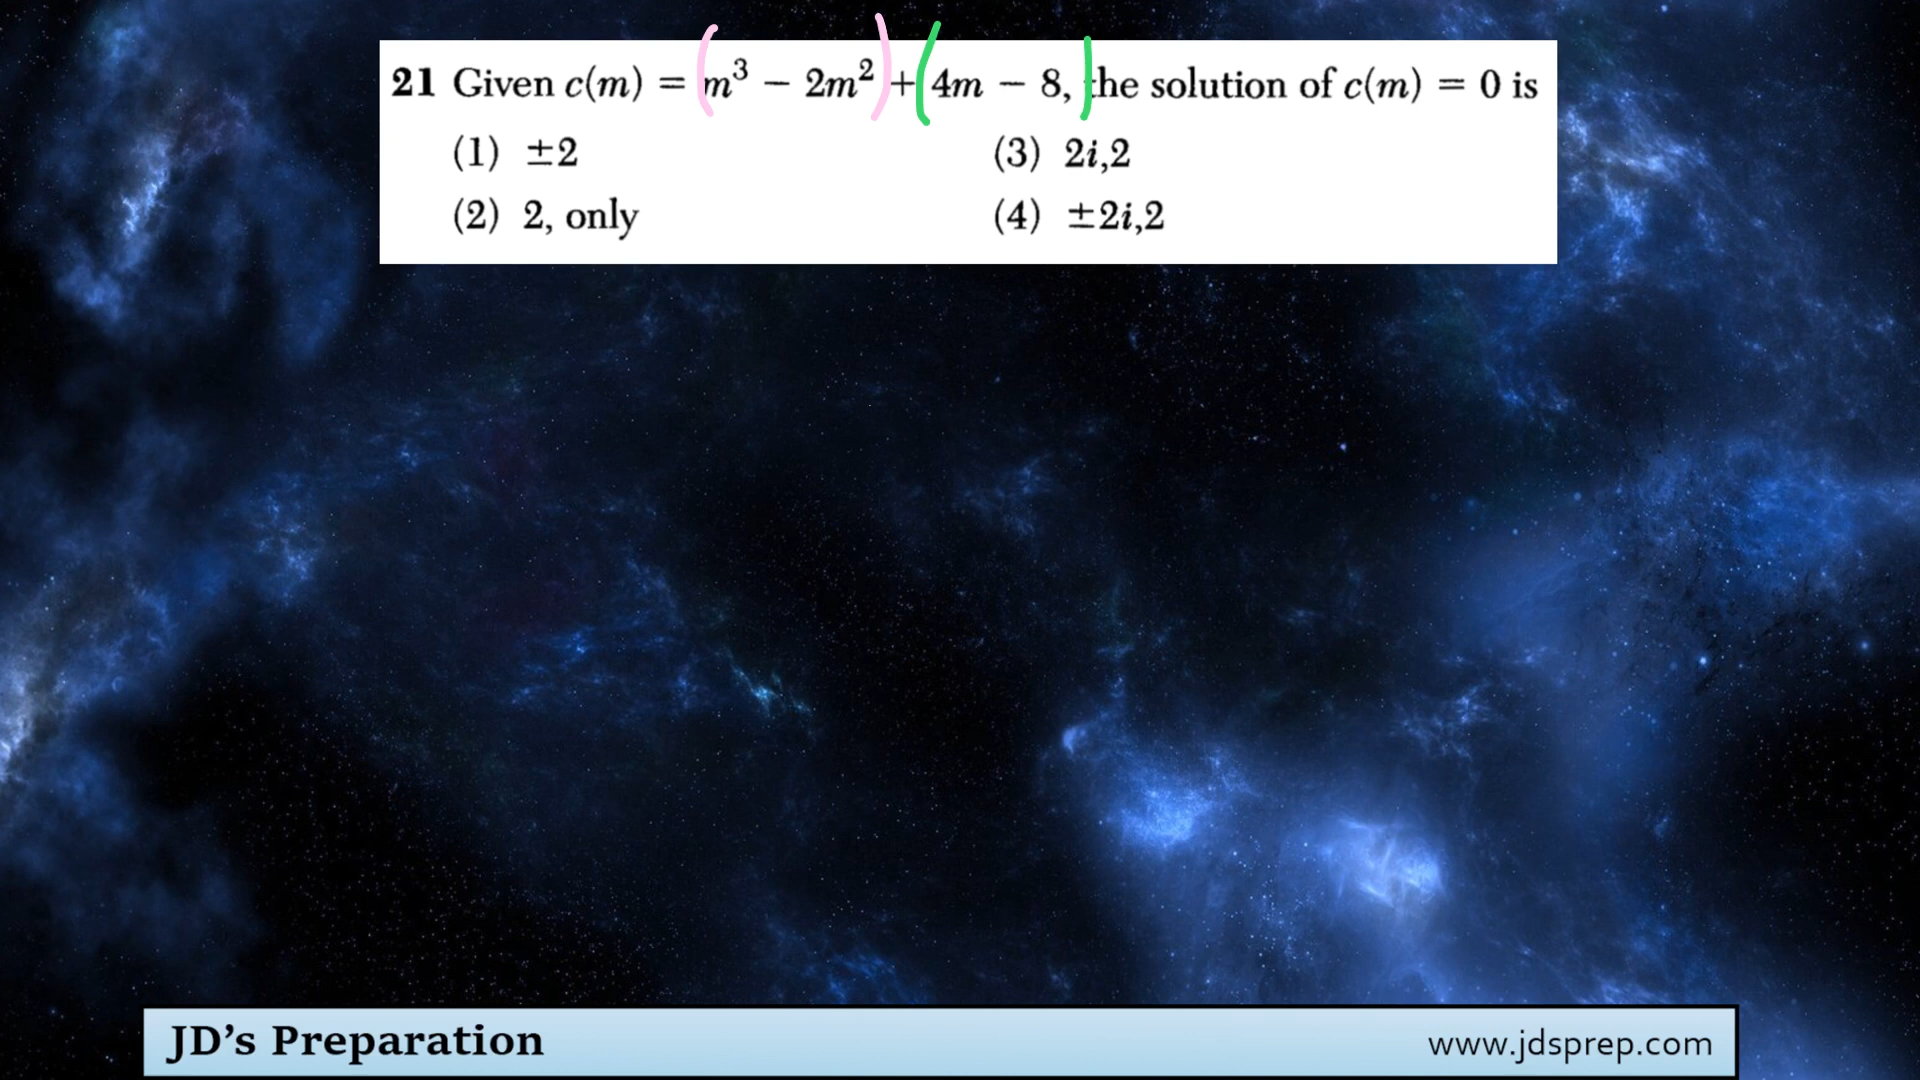 21 Given c(m) = (m³ − 2m²) + (4m − 8,) the solution of c(m) = 0 is
(1) ±2 (3) 2i,2
(2) 2, only (4) ±2i,2
JD’s Preparation www.jdsprep.com